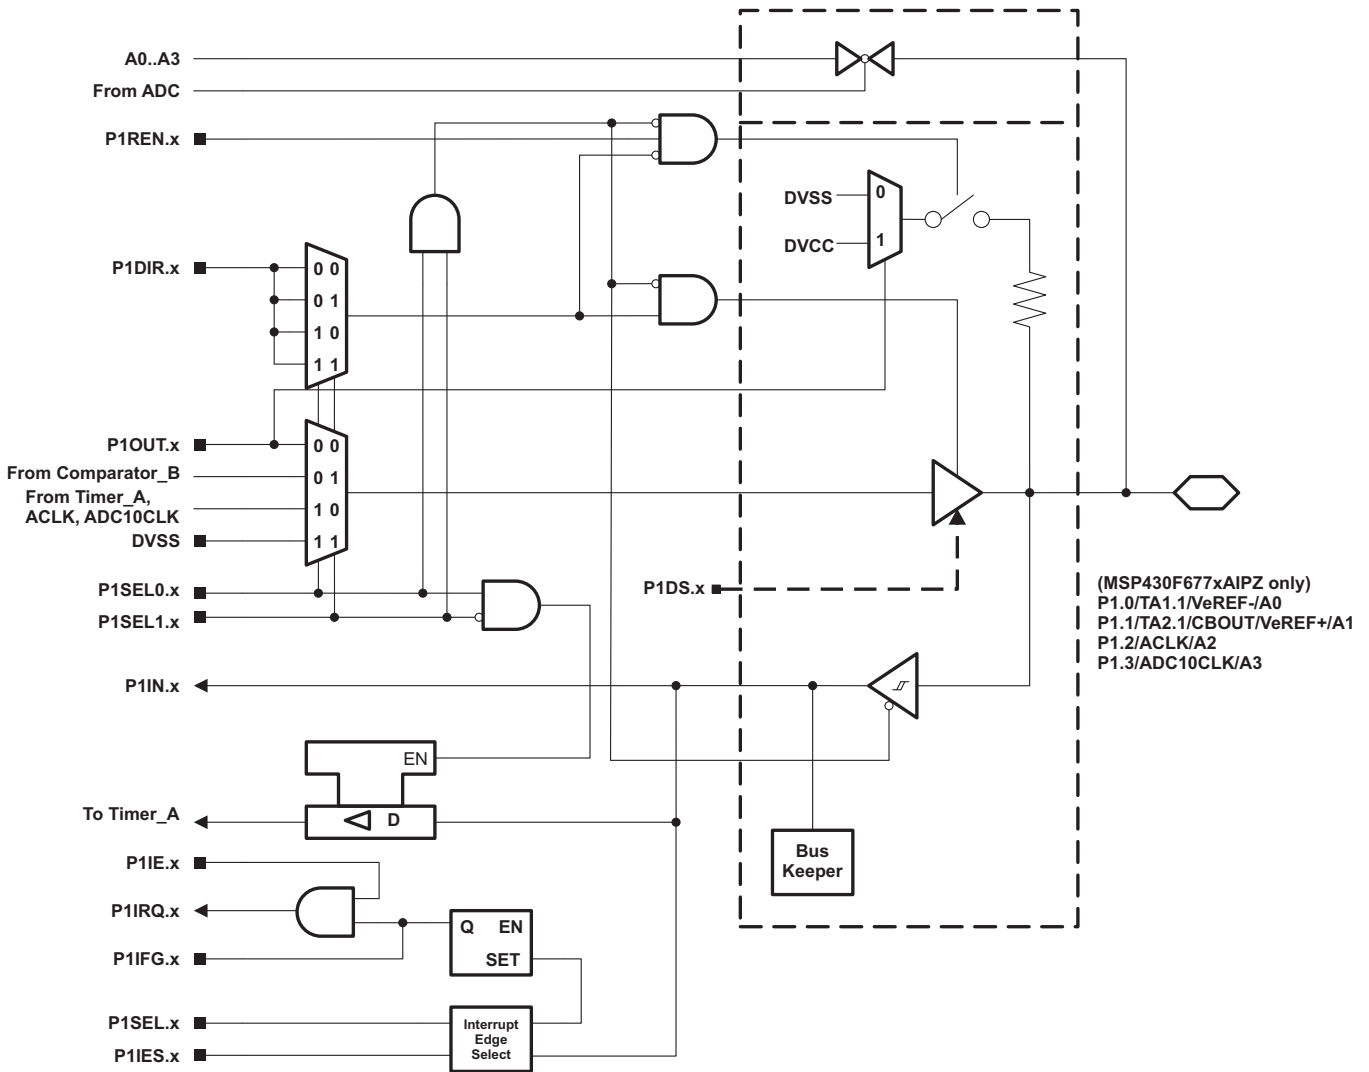 A0..A3
From ADC
P1REN.x
DVSS
0
DVCC
1
P1DIR.x
0 0
0 1
1 0
1 1
P1OUT.x
0 0
From Comparator_B
0 1
From Timer_A,
ACLK, ADC10CLK
1 0
DVSS
1 1
P1SEL0.x
P1SEL1.x
P1DS.x
(MSP430F677xAIPZ only)
P1.0/TA1.1/VeREF-/A0
P1.1/TA2.1/CBOUT/VeREF+/A1
P1.2/ACLK/A2
P1.3/ADC10CLK/A3
P1IN.x
EN
To Timer_A
D
Bus
Keeper
P1IE.x
P1IRQ.x
Q EN
SET
P1IFG.x
P1SEL.x
P1IES.x
Interrupt
Edge
Select